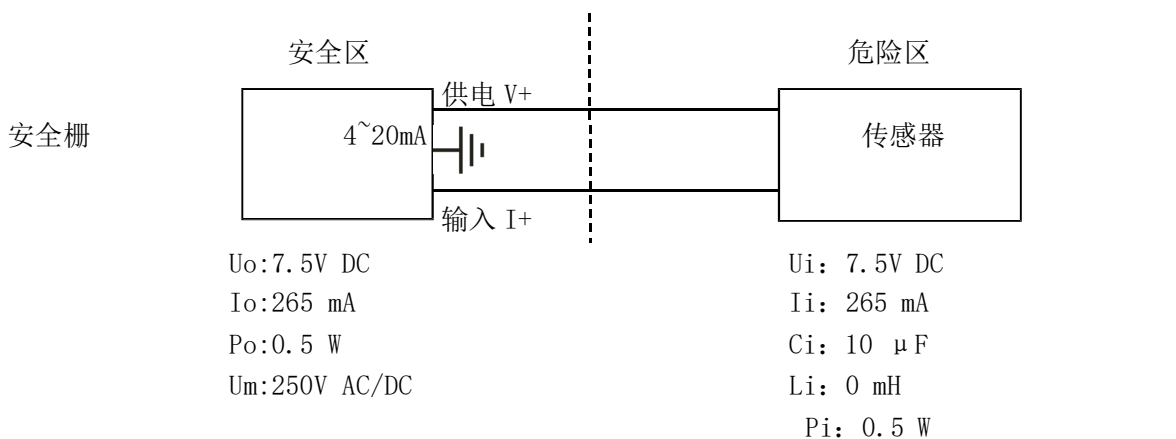 安全区
危险区
供电 V+
安全栅
4~20mA
传感器
输入 I+
Uo:7.5V DC
Ui：7.5V DC
Io:265 mA
Ii：265 mA
Po:0.5 W
Ci：10 μF
Um:250V AC/DC
Li：0 mH
Pi：0.5 W